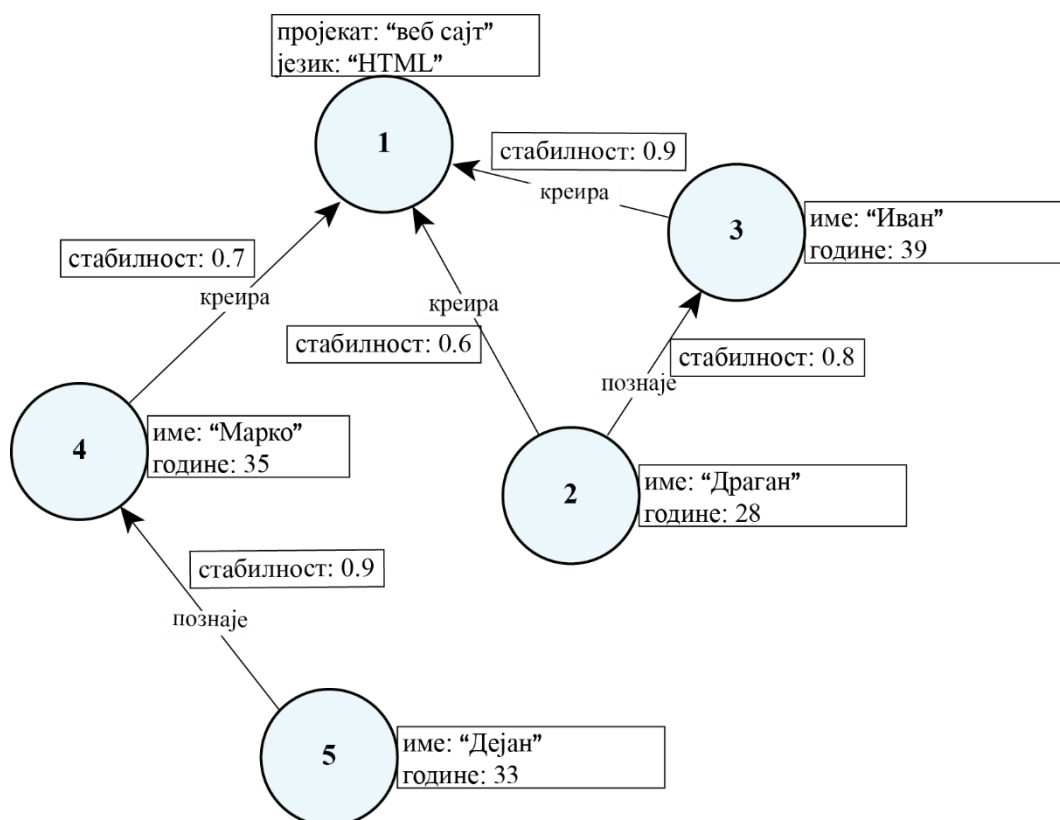 пројекат: “веб сајт”
језик: “HTML”
1
стабилност: 0.9
креира
3
име: “Иван”
године: 39
стабилност: 0.7
креира
креира
стабилност: 0.6
стабилност: 0.8
познаје
4
име: “Марко”
године: 35
2
име: “Драган”
године: 28
стабилност: 0.9
познаје
5
име: “Дејан”
године: 33